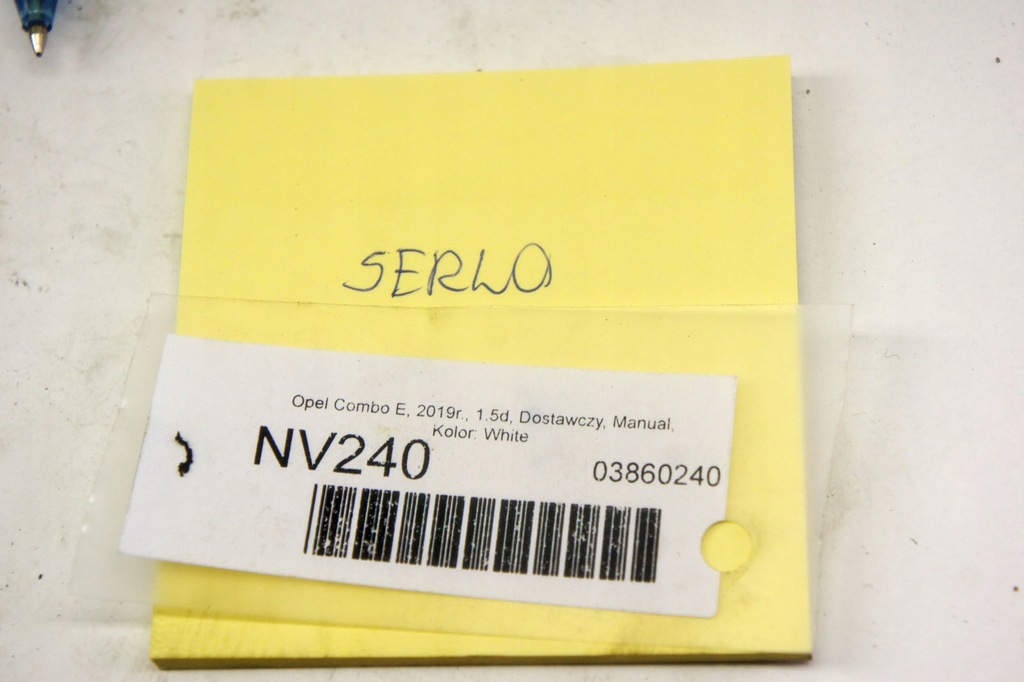 SERWO
Opel Combo E, 2019r., 1.5d, Dostawczy, Manual,
Kolor: White
NV240
03860240